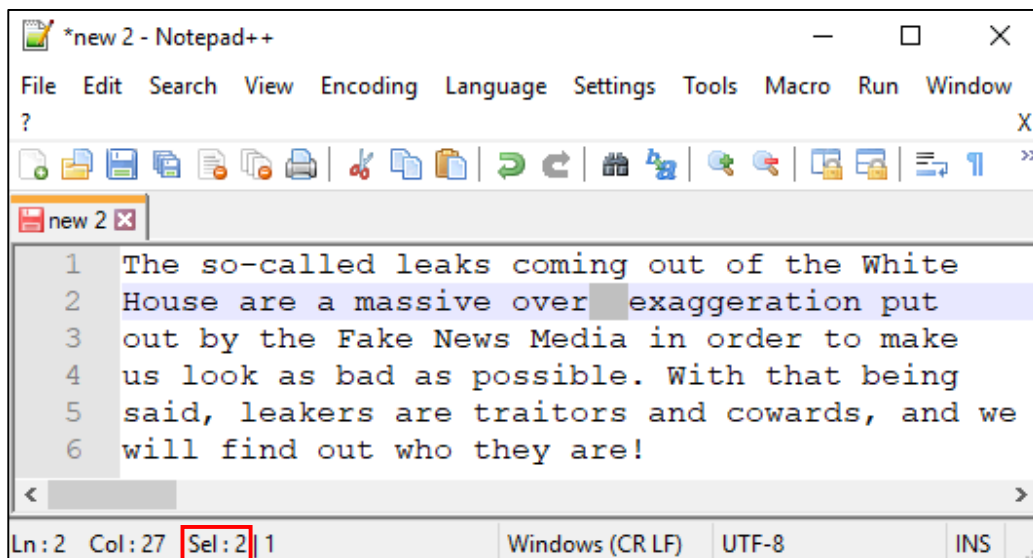 *new 2 - Notepad++
File Edit Search View Encoding Language Settings Tools Macro Run Window
? X
new 2
1 The so-called leaks coming out of the White
2 House are a massive over  exaggeration put
3 out by the Fake News Media in order to make
4 us look as bad as possible. With that being
5 said, leakers are traitors and cowards, and we
6 will find out who they are!
Ln : 2 Col : 27 Sel : 2 | 1 Windows (CR LF) UTF-8 INS